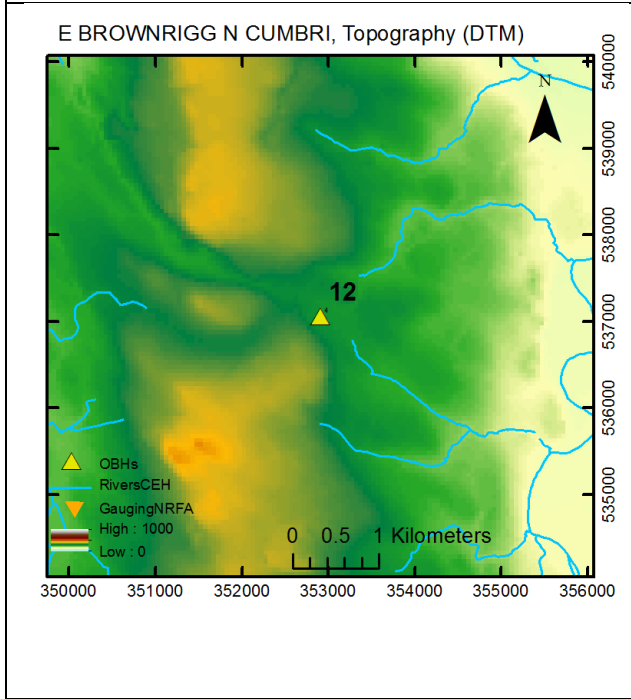 E BROWNRIGG N CUMBRI, Topography (DTM)
N
540000
539000
538000
537000
536000
535000
12
OBHs
RiversCEH
GaugingNRFA
High : 1000
Low : 0
0 0.5 1 Kilometers
350000 351000 352000 353000 354000 355000 356000